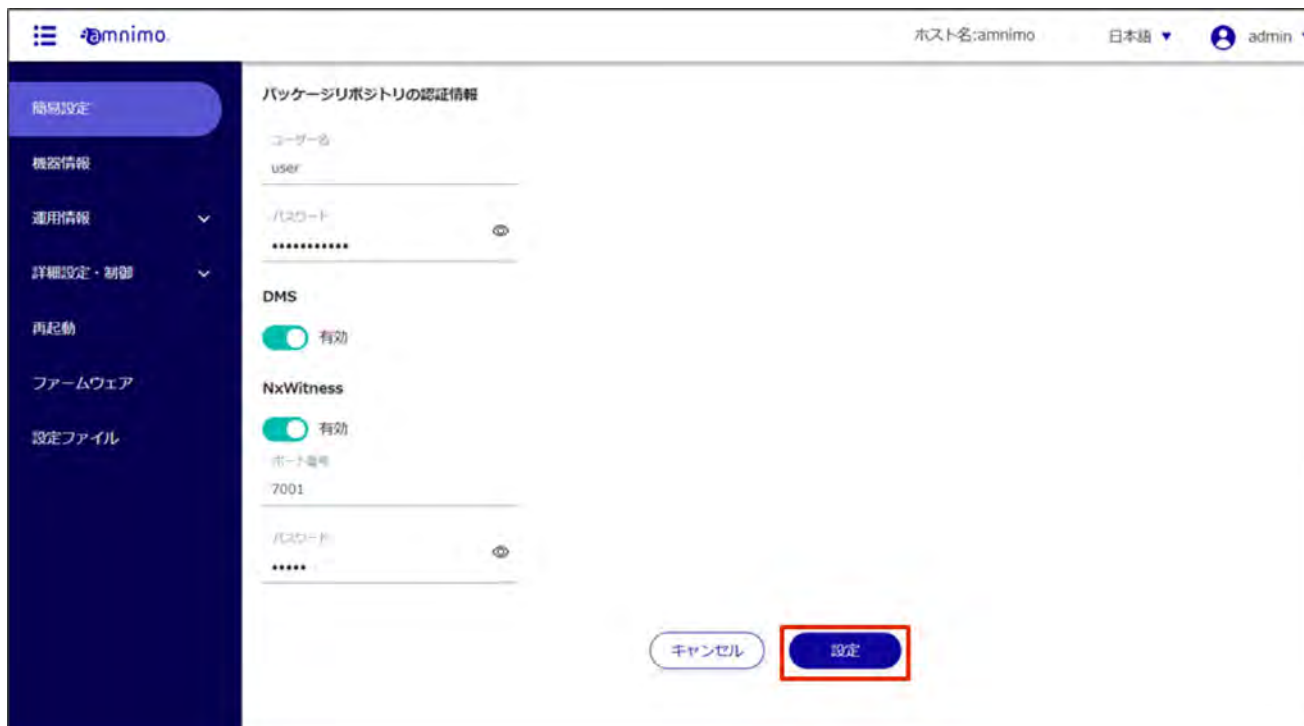 amnimo
ホスト名:amnimo
日本語 ▼
admin
簡易設定
機器情報
運用情報
詳細設定・制御
再起動
ファームウェア
設定ファイル
パッケージリポジトリの認証情報
ユーザー名
user
パスワード
•••••••••••
DMS
有効
NxWitness
有効
ポート番号
7001
パスワード
•••••
キャンセル
設定